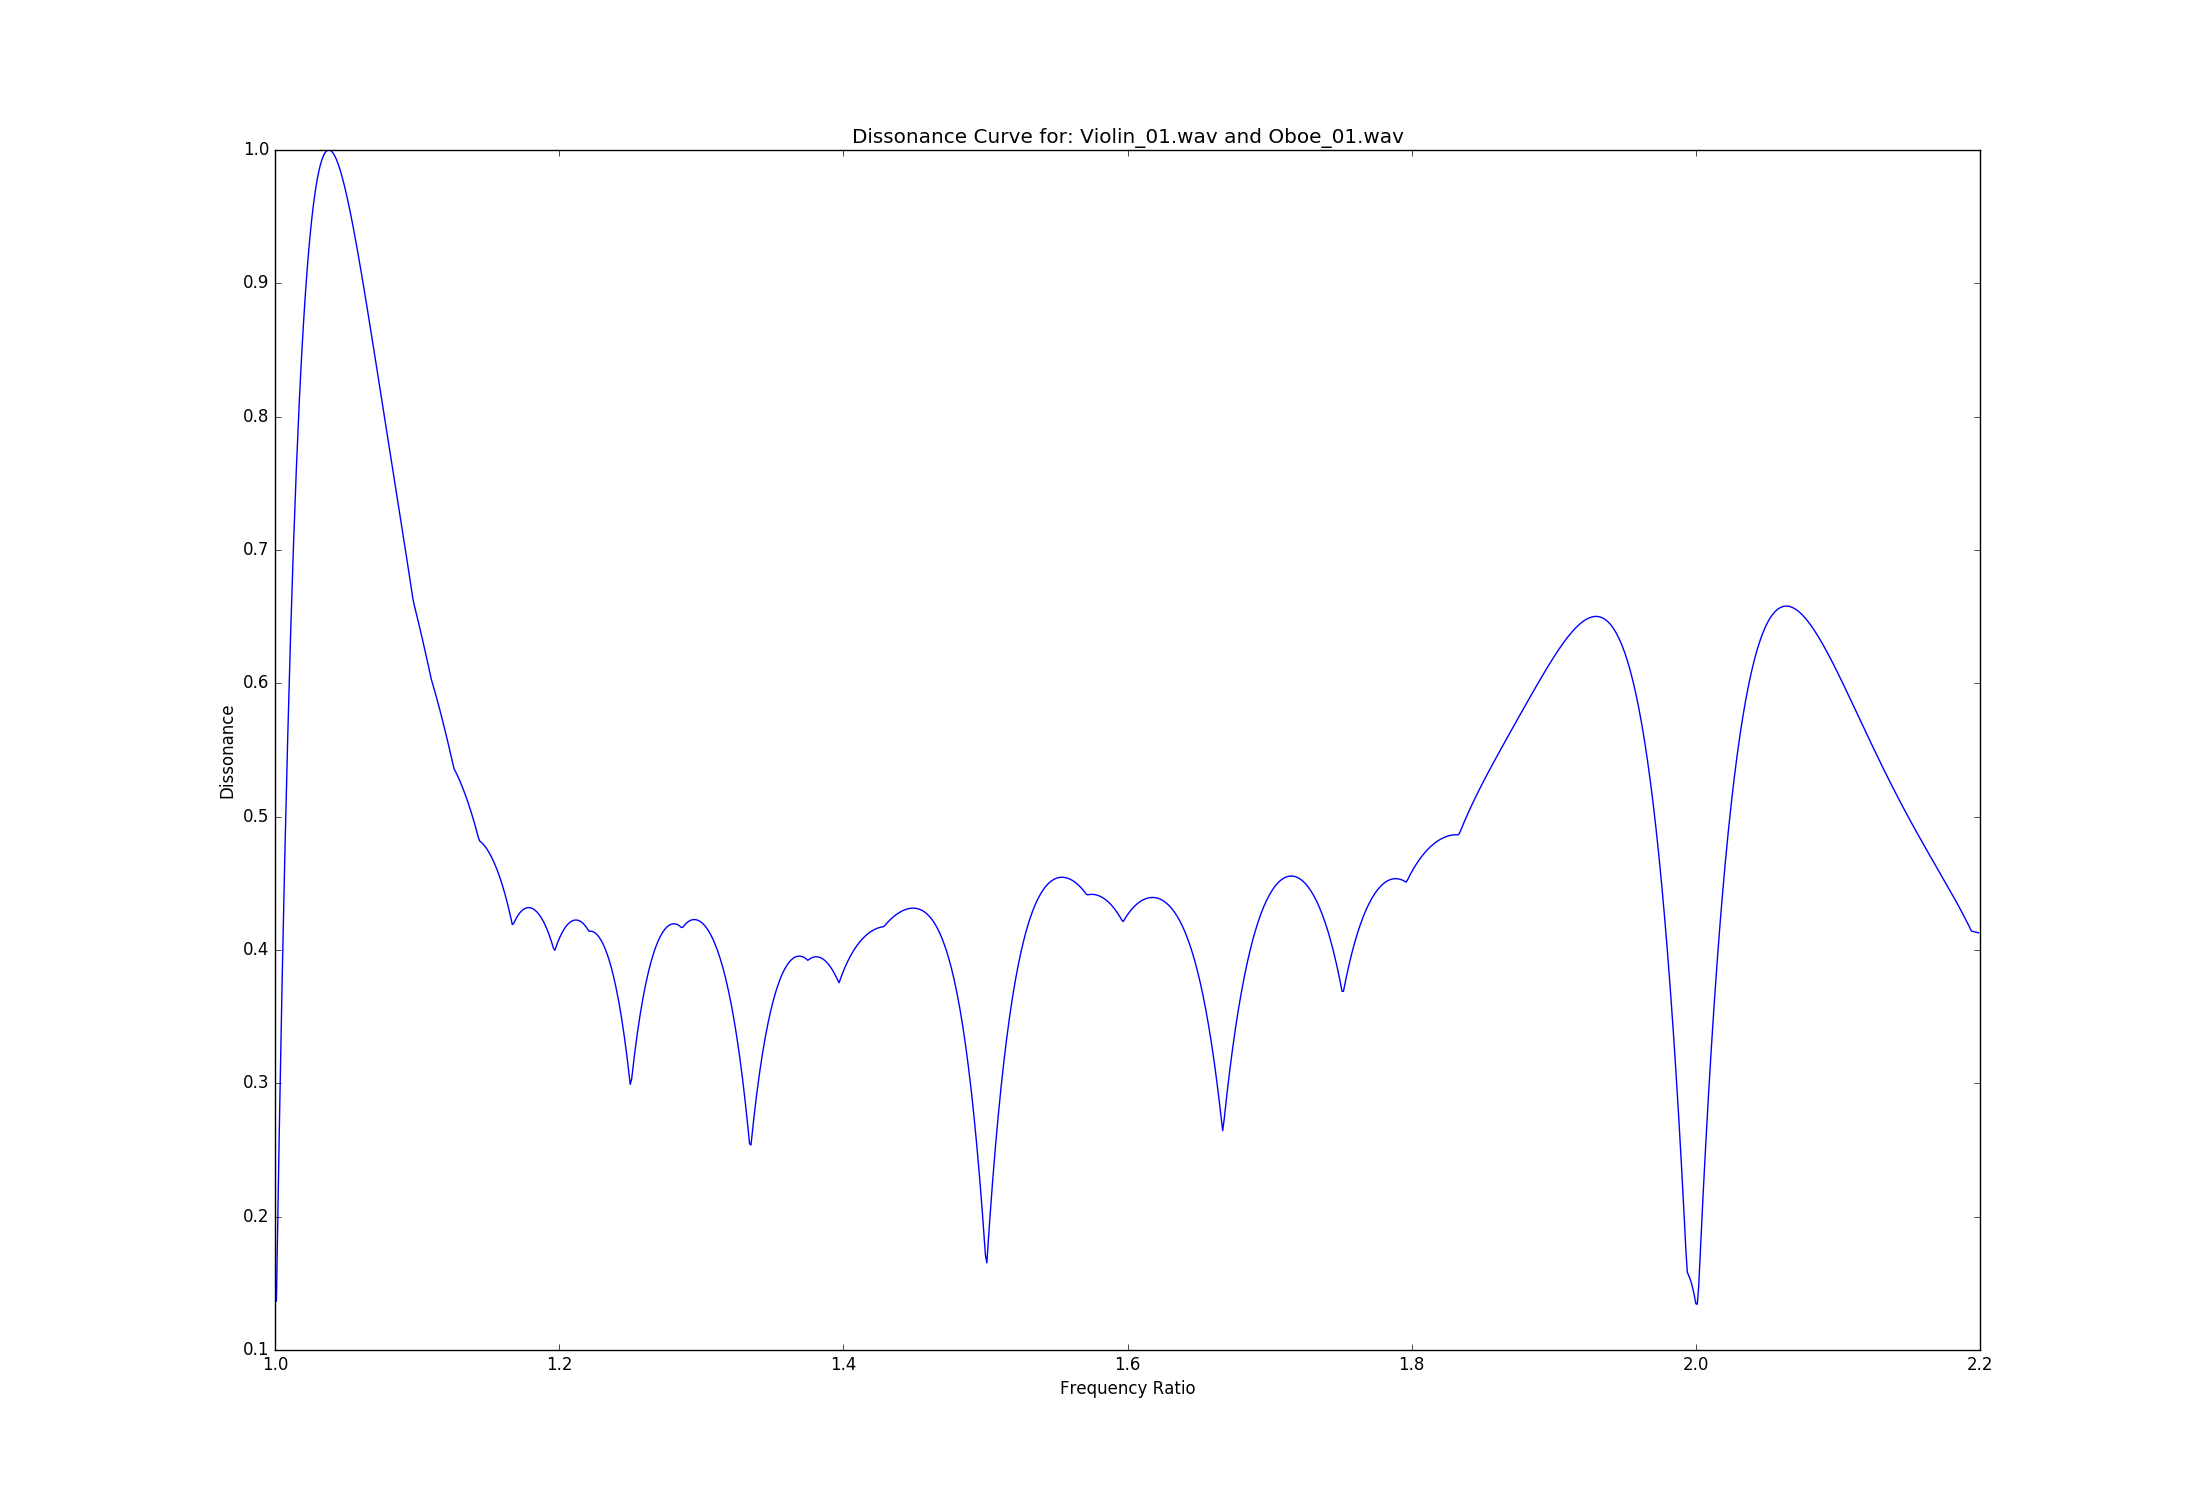 Dissonance Curve for: Violin_01.wav and Oboe_01.wav
1.0
0.9
0.8
0.7
0.6
0.5
0.4
0.3
0.2
0.1
Dissonance
1.0 1.2 1.4 1.6 1.8 2.0 2.2
Frequency Ratio